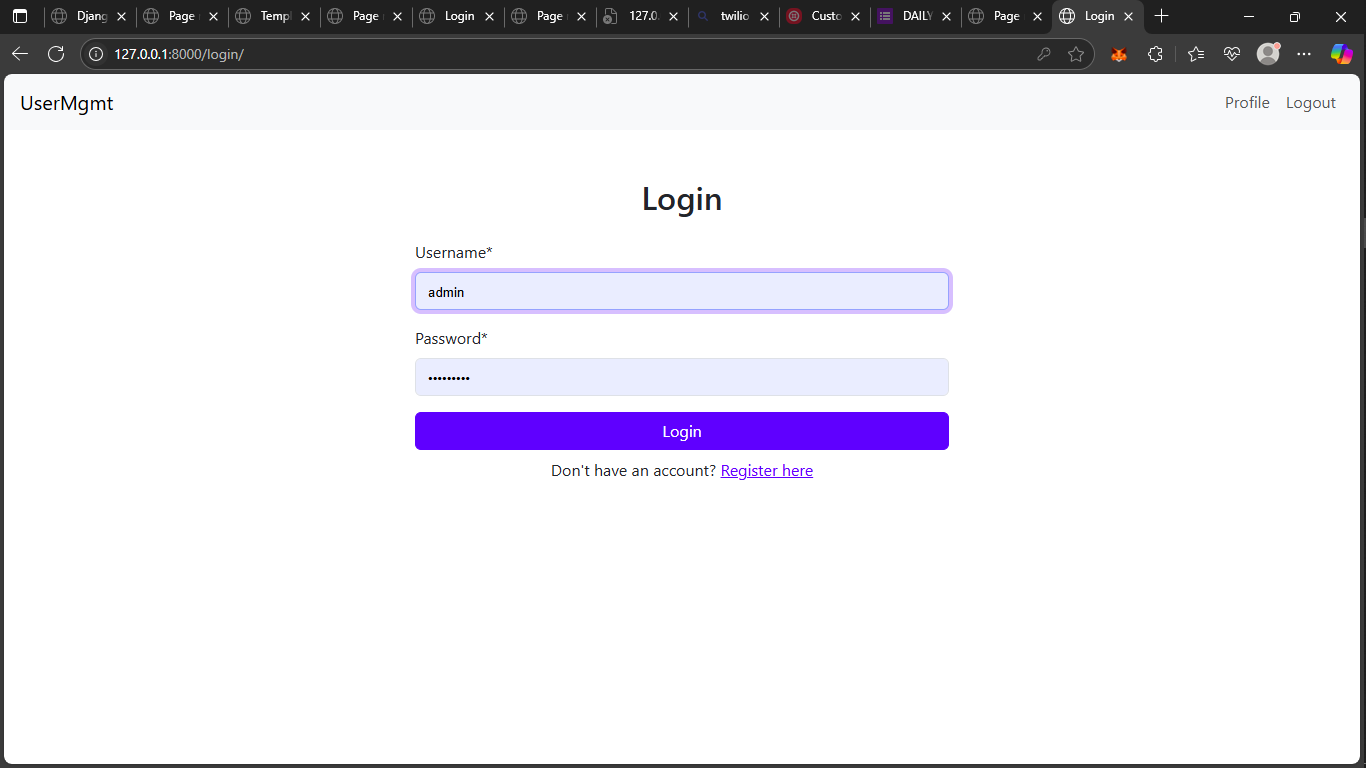 Djang Page Templ Page Login Page 127.0. twilio Custo DAILY Page Login
127.0.0.1:8000/login/
UserMgmt Profile Logout
Login
Username*
admin
Password*
•••••••••
Login
Don't have an account? Register here